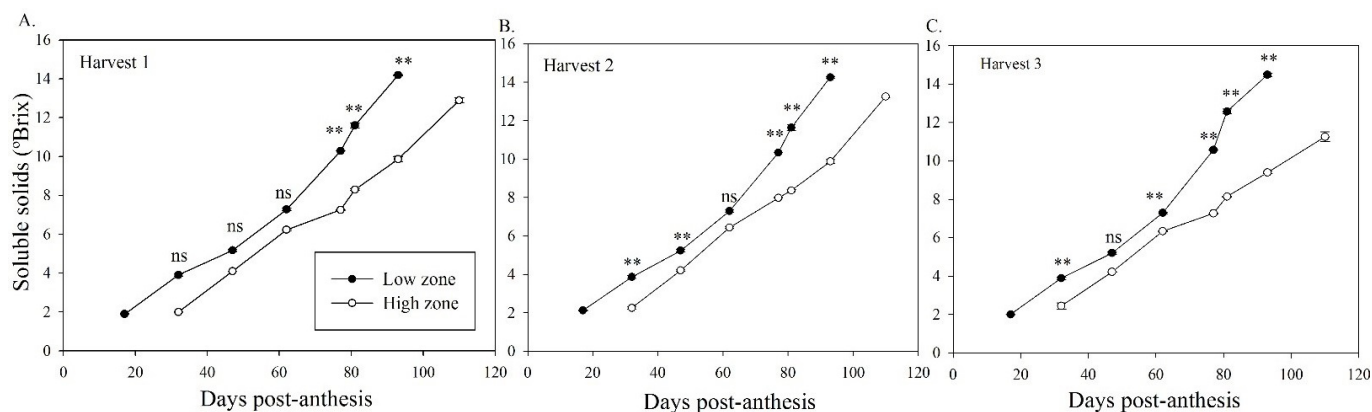 A.
B.
C.
Soluble solids (ºBrix)
16
14
12
10
8
6
4
2
0
Harvest 1
ns
ns
ns
**
**
**
Low zone
High zone
0 20 40 60 80 100 120
Days post-anthesis
16
14
12
10
8
6
4
2
0
Harvest 2
**
**
ns
**
**
**
0 20 40 60 80 100 120
Days post-anthesis
16
14
12
10
8
6
4
2
0
Harvest 3
**
ns
**
**
**
**
0 20 40 60 80 100 120
Days post-anthesis